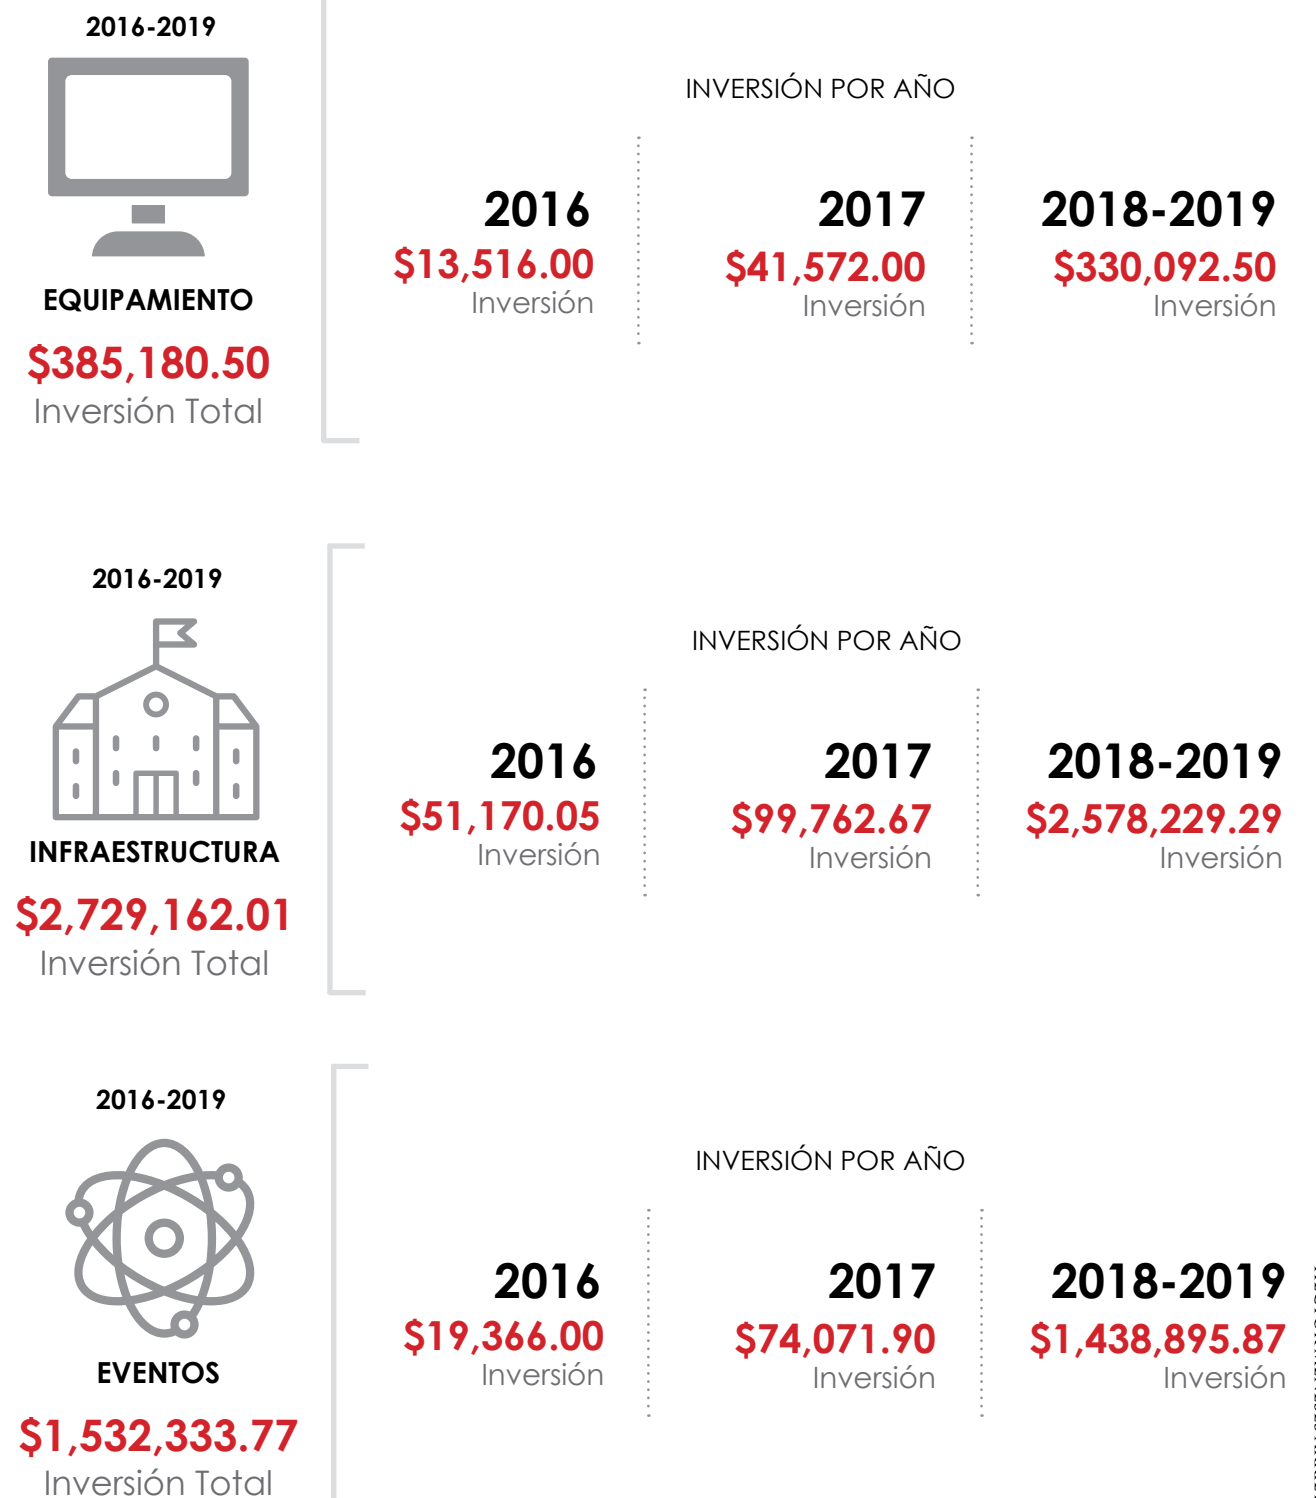 2016-2019
EQUIPAMIENTO
$385,180.50
Inversión Total
INVERSIÓN POR AÑO
2016
$13,516.00
Inversión
2017
$41,572.00
Inversión
2018-2019
$330,092.50
Inversión
2016-2019
INFRAESTRUCTURA
$2,729,162.01
Inversión Total
INVERSIÓN POR AÑO
2016
$51,170.05
Inversión
2017
$99,762.67
Inversión
2018-2019
$2,578,229.29
Inversión
2016-2019
EVENTOS
$1,532,333.77
Inversión Total
INVERSIÓN POR AÑO
2016
$19,366.00
Inversión
2017
$74,071.90
Inversión
2018-2019
$1,438,895.87
Inversión